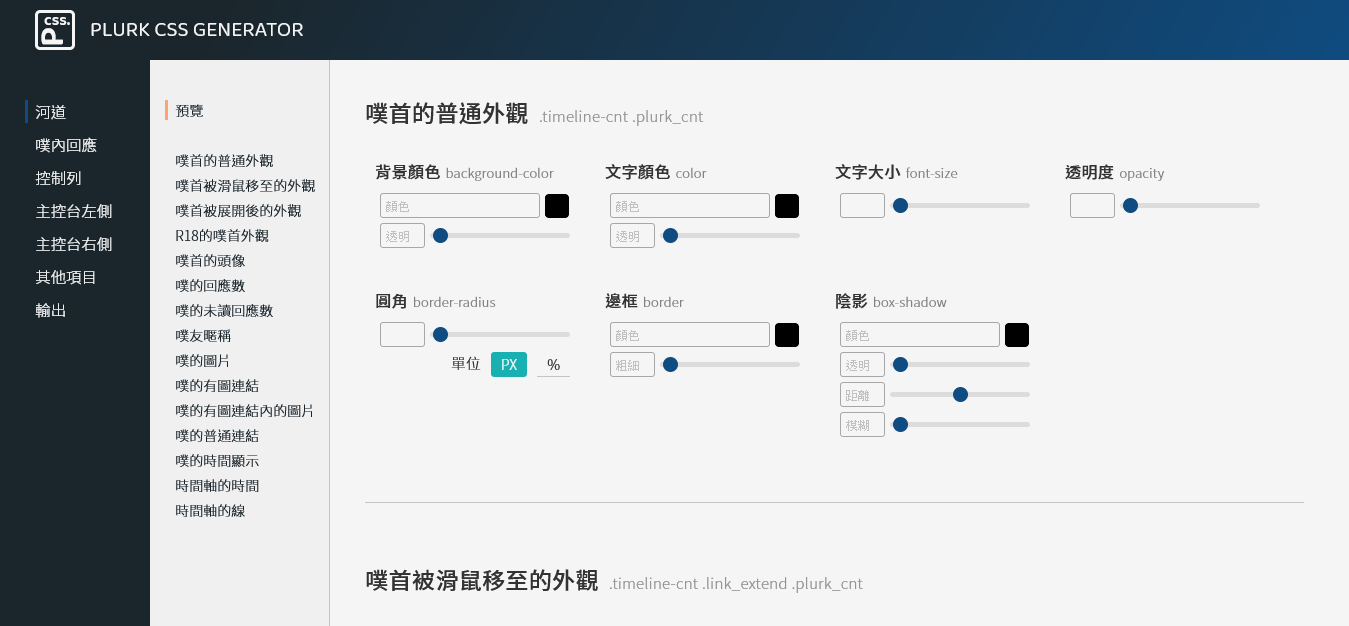 css.
P
PLURK CSS GENERATOR
河道
噗內回應
控制列
主控台左側
主控台右側
其他項目
輸出
預覽
噗首的普通外觀
噗首被滑鼠移至的外觀
噗首被展開後的外觀
R18的噗首外觀
噗首的頭像
噗的回應數
噗的未讀回應數
噗友暱稱
噗的圖片
噗的有圖連結
噗的有圖連結內的圖片
噗的普通連結
噗的時間顯示
時間軸的時間
時間軸的線
噗首的普通外觀 .timeline-cnt .plurk_cnt
背景顏色 background-color
顏色
透明
文字顏色 color
顏色
透明
文字大小 font-size
透明度 opacity
圓角 border-radius
單位 PX %
邊框 border
顏色
粗細
陰影 box-shadow
顏色
透明
距離
模糊
噗首被滑鼠移至的外觀 .timeline-cnt .link_extend .plurk_cnt